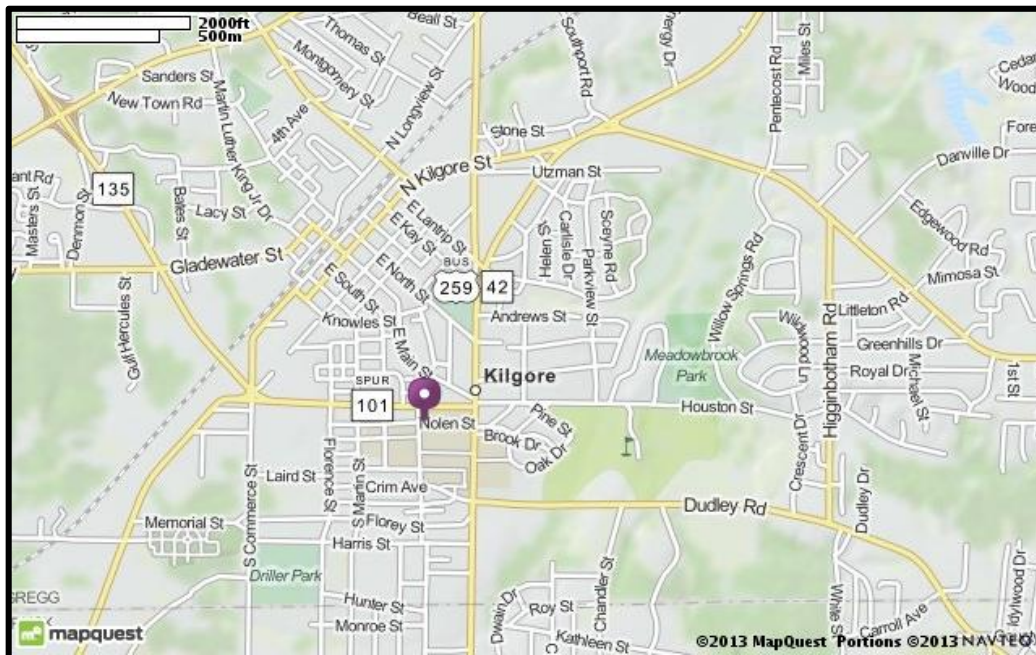 2000ft
500m
Beall St
Thomas St
Montgomery St
Sanders St
New Town Rd
Martin Luther King Jr Dr
4th Ave
N Longview St
Southport Rd
Pentecost Rd
Miles St
Stone St
N Kilgore St
Utzman St
Danville Dr
135
Masters St
Denmon St
Bates St
Lacy St
Gladewater St
E Lantrip St
E Kay St
E North St
E South St
BUS
259
42
Helen St
Carlisle Dr
Parkview St
Sceyne Rd
Willow Springs Rd
Edgewood Rd
Mimosa St
Littleton Rd
Gulf Hercules St
Knowles St
E Main St
Andrews St
Meadowbrook
Park
Wildwood Ln
Higginbotham Rd
Greenhills Dr
Royal Dr
Michael St
1st St
SPUR
101
Kilgore
Houston St
Nolen St
Pine St
Brook Dr
Oak Dr
Crescent Dr
Florence St
S Martin St
S Commerce St
Laird St
Crim Ave
Dudley Rd
Dudley Dr
Memorial St
Florey St
Harris St
Driller Park
Hunter St
Monroe St
Dwain Dr
Roy St
Chandler St
Kathleen St
White St
Carroll Ave
GREGG
mapquest
©2013 MapQuest Portions ©2013 NAVTEQ